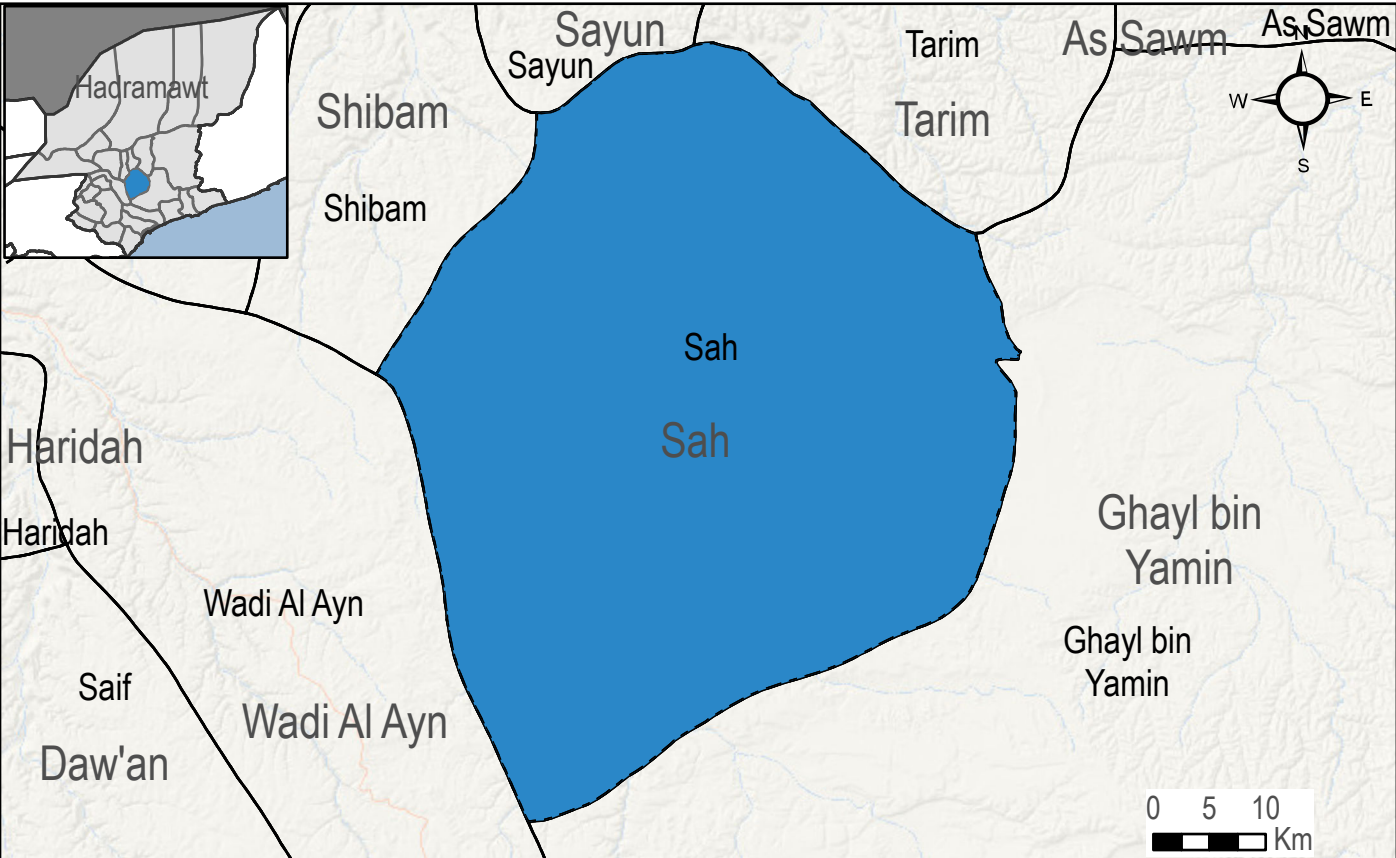 Hadramawt
Sayun
Sayun
Tarim
Tarim
As Sawm
As Sawm
N
W
E
S
Shibam
Shibam
Sah
Sah
Haridah
Haridah
Ghayl bin
Yamin
Ghayl bin
Yamin
Wadi Al Ayn
Wadi Al Ayn
Saif
Daw'an
0 5 10
Km